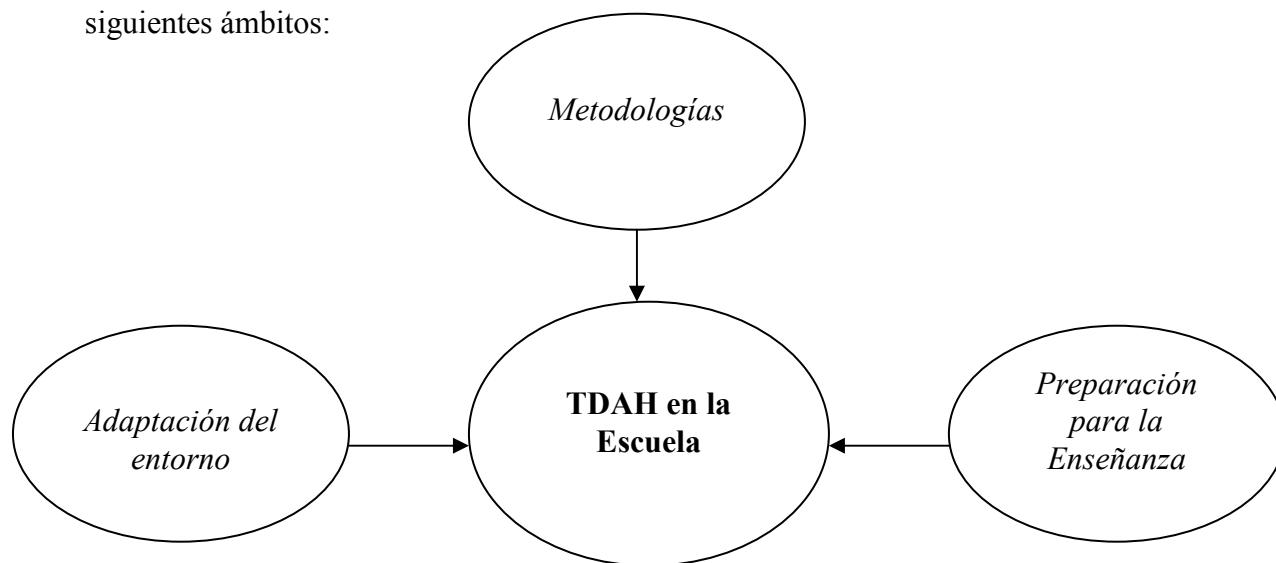 siguientes ámbitos:
Metodologías
TDAH en la
Escuela
Adaptación del
entorno
Preparación
para la
Enseñanza